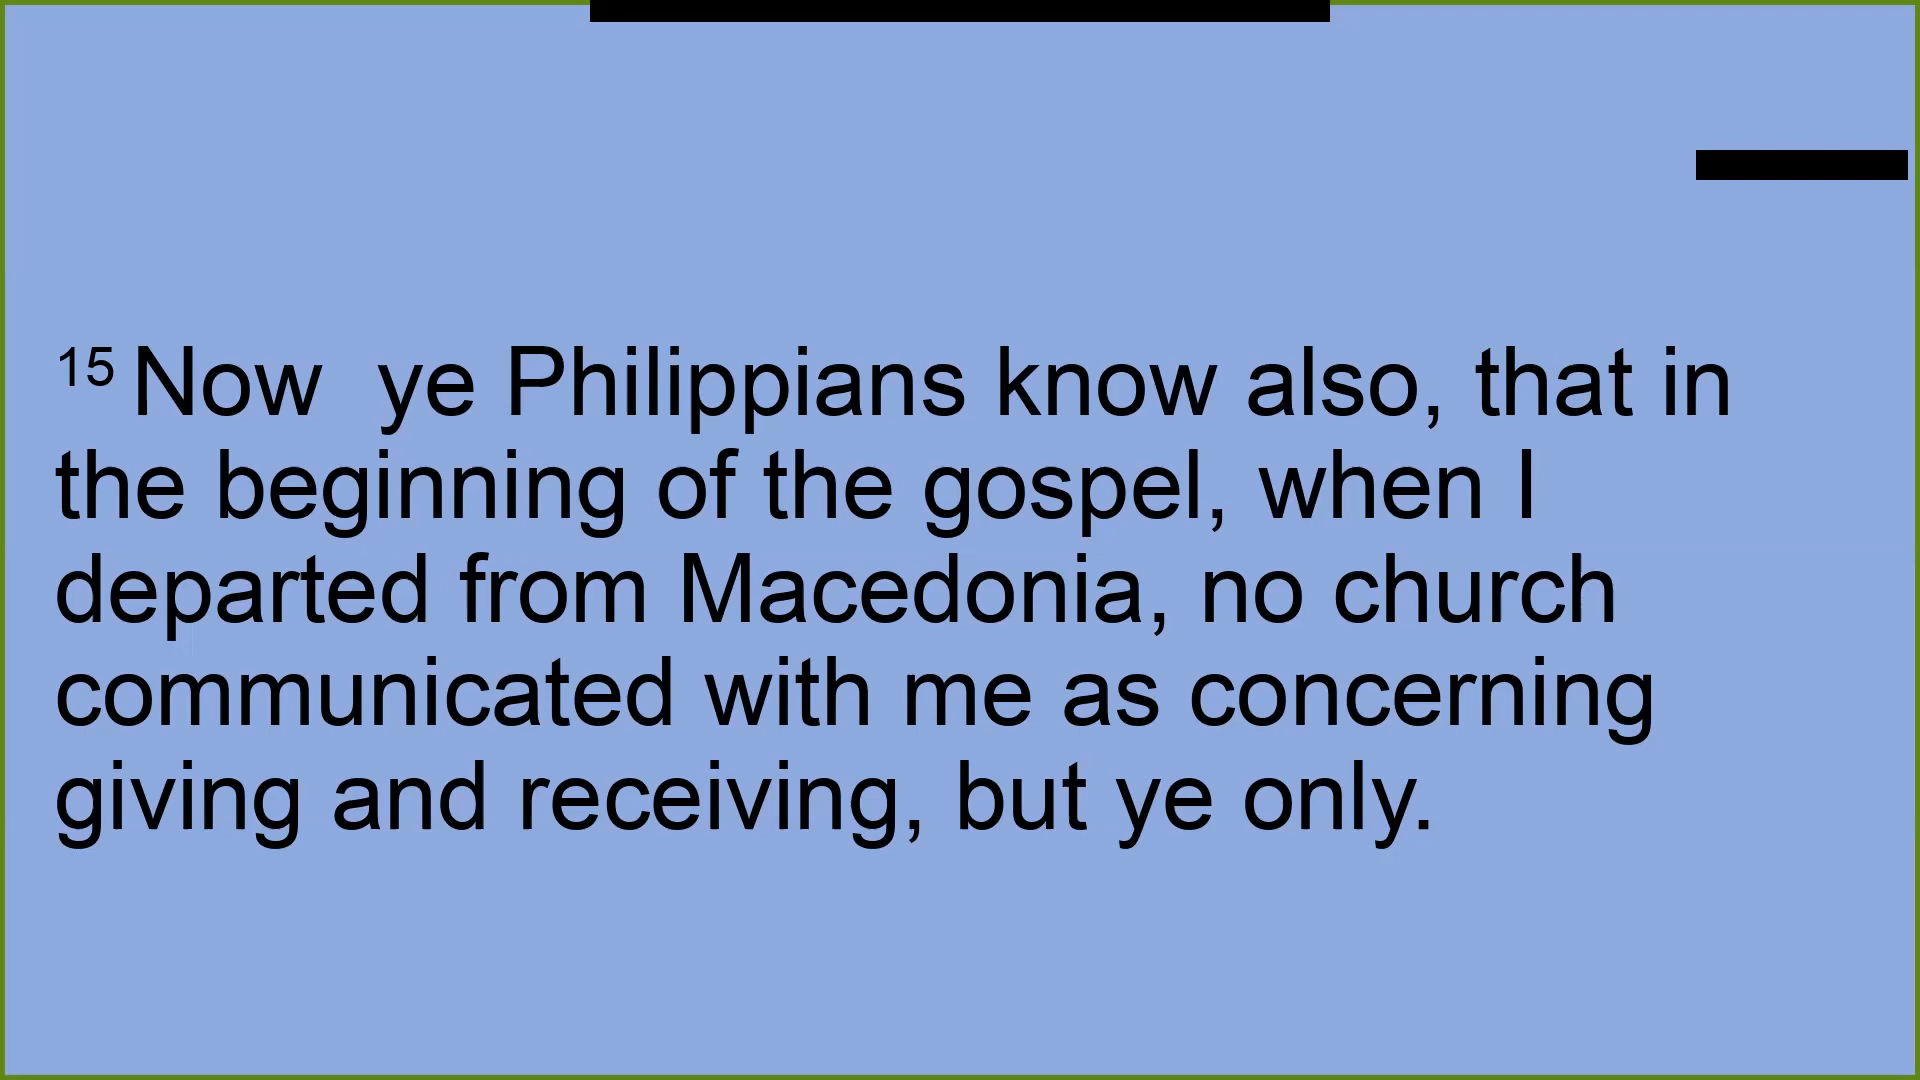 15 Now  ye Philippians know also, that in
the beginning of the gospel, when I
departed from Macedonia, no church
communicated with me as concerning
giving and receiving, but ye only.